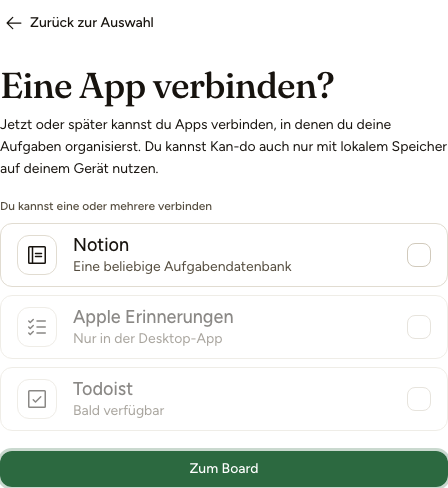 Zurück zur Auswahl
Eine App verbinden?
Jetzt oder später kannst du Apps verbinden, in denen du deine
Aufgaben organisierst. Du kannst Kan-do auch nur mit lokalem Speicher
auf deinem Gerät nutzen.
Du kannst eine oder mehrere verbinden
Notion
Eine beliebige Aufgabendatenbank
Apple Erinnerungen
Nur in der Desktop-App
Todoist
Bald verfügbar
Zum Board